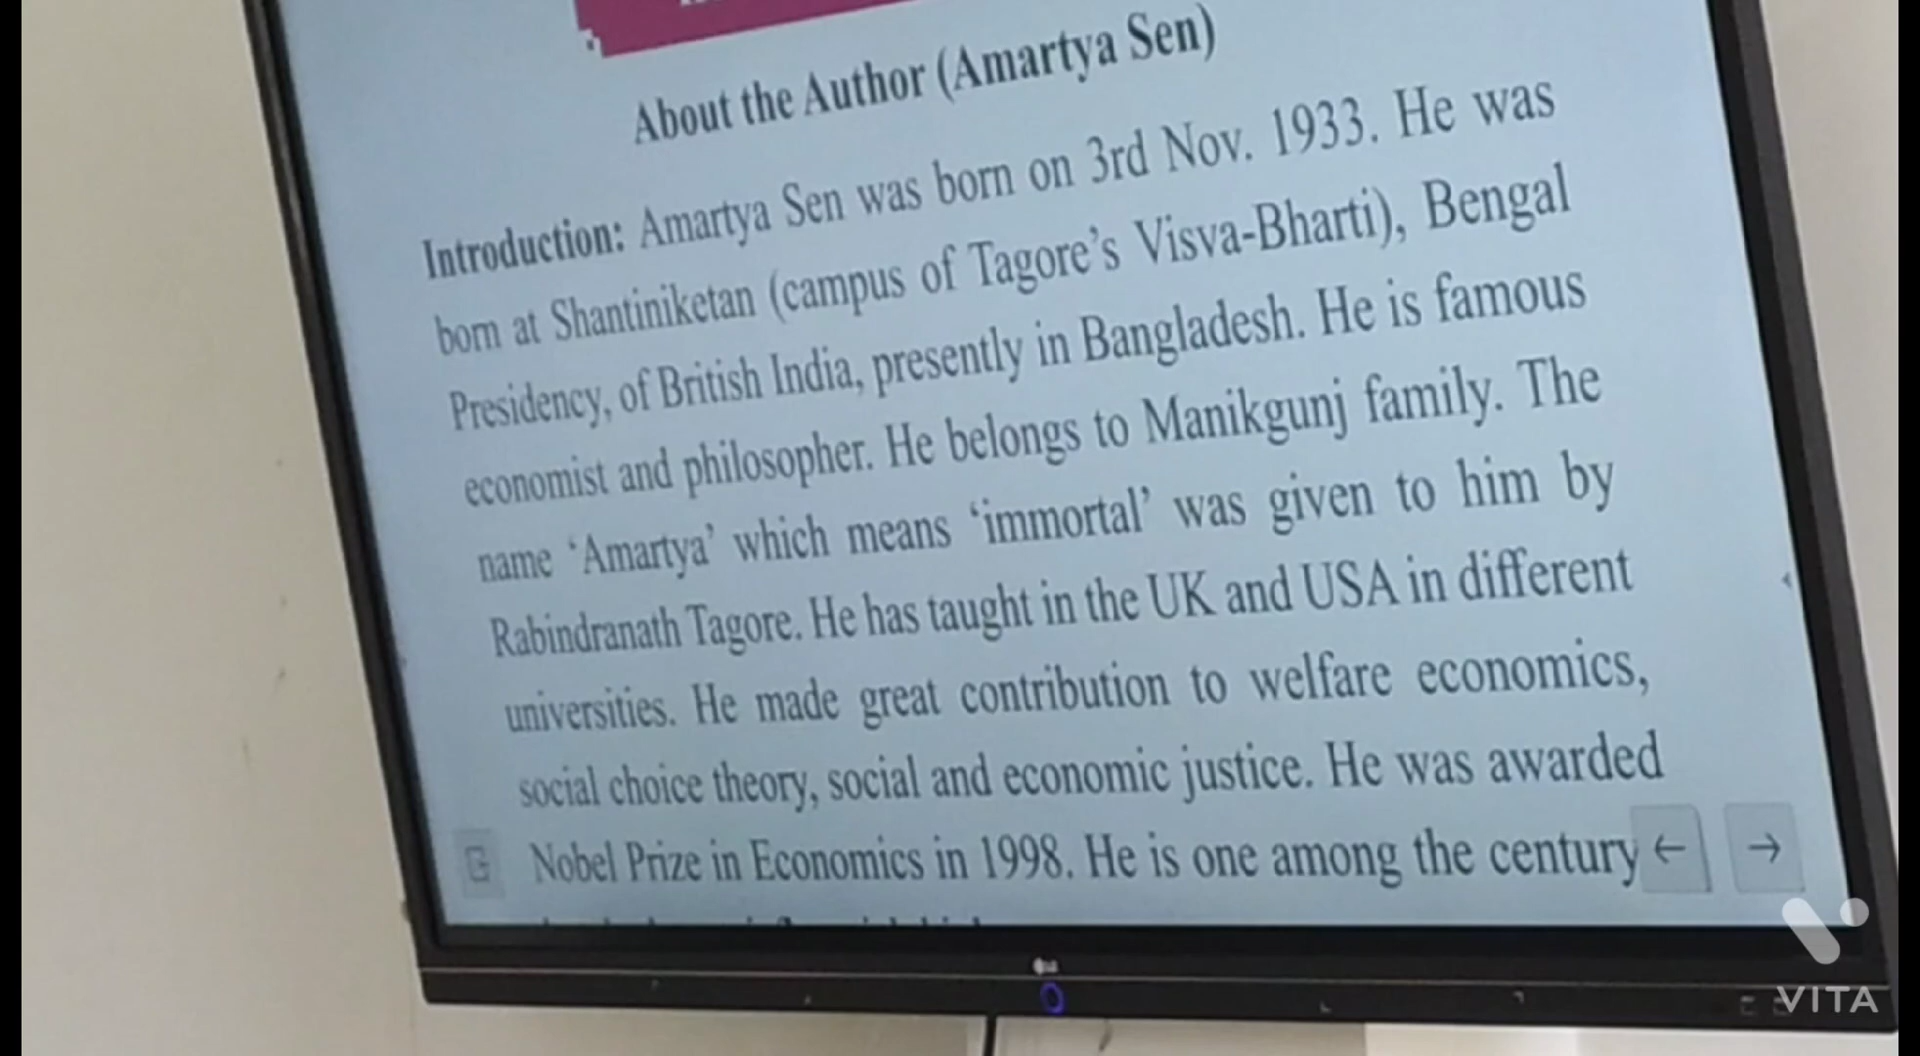 About the Author (Amartya Sen)
Introduction: Amartya Sen was born on 3rd Nov. 1933. He was
born at Shantiniketan (campus of Tagore's Visva-Bharti), Bengal
Presidency, of British India, presently in Bangladesh. He is famous
economist and philosopher. He belongs to Manikgunj family. The
name 'Amartya' which means 'immortal' was given to him by
Rabindranath Tagore. He has taught in the UK and USA in different
universities. He made great contribution to welfare economics,
social choice theory, social and economic justice. He was awarded
Nobel Prize in Economics in 1998. He is one among the century
VITA